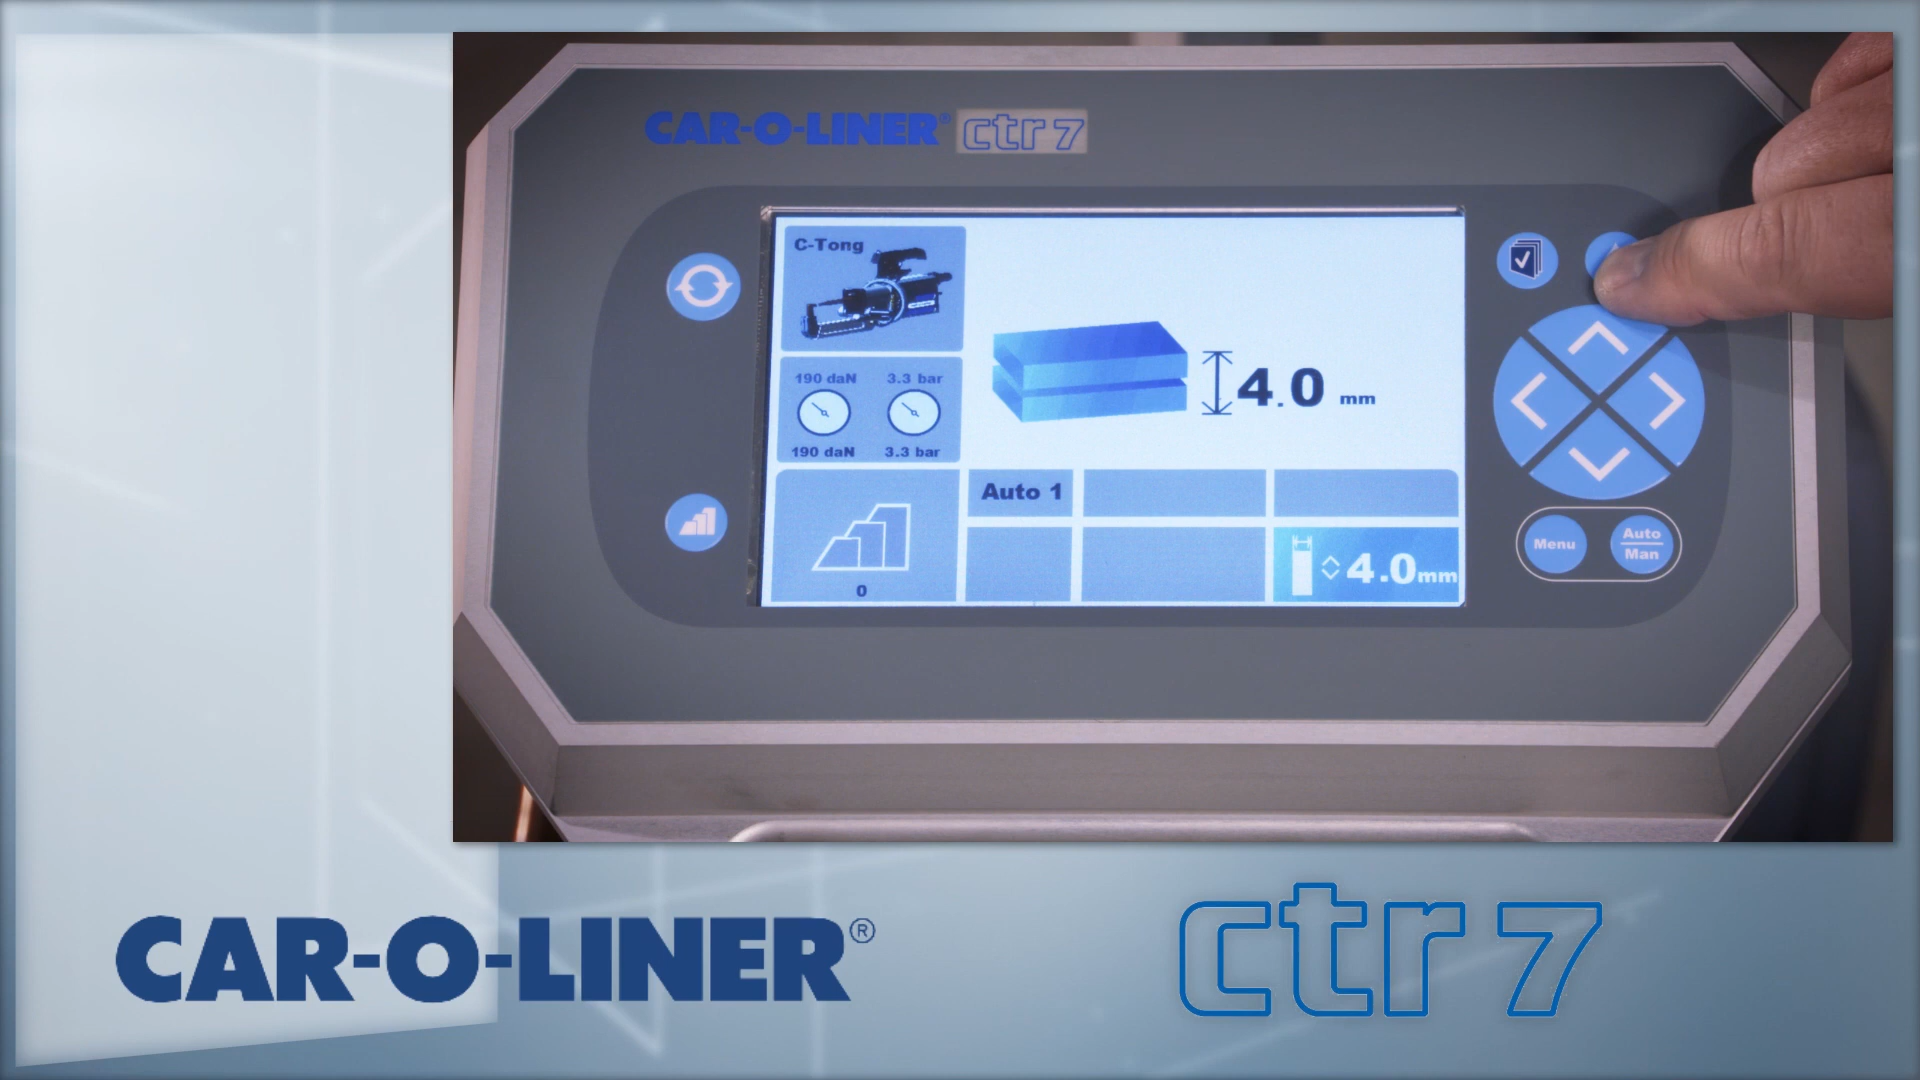 CAR-O-LINER® ctr 7
C-Tong
190 daN 3.3 bar
190 daN 3.3 bar
4.0 mm
Auto 1
0
4.0mm
Menu
Auto
Man
CAR-O-LINER®
ctr 7